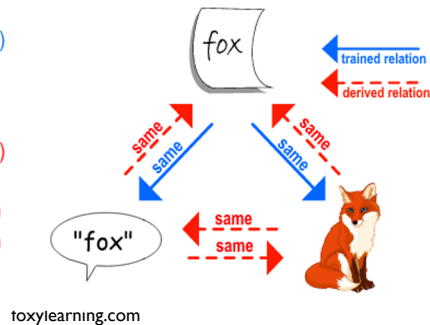 fox
trained relation
derived relation
same
same
same
same
same
same
"fox"
toxylearning.com
)
)
)
)